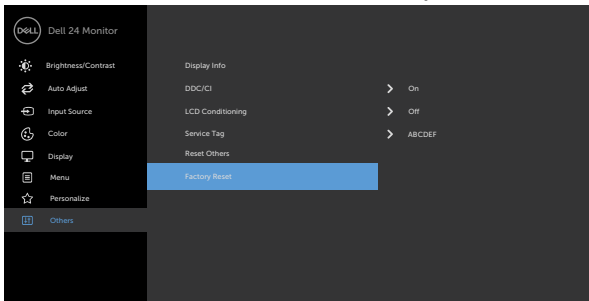 DELL Dell 24 Monitor
Brightness/Contrast
Auto Adjust
Input Source
Color
Display
Menu
Personalize
Others
Display Info
DDC/CI On
LCD Conditioning Off
Service Tag ABCDEF
Reset Others
Factory Reset